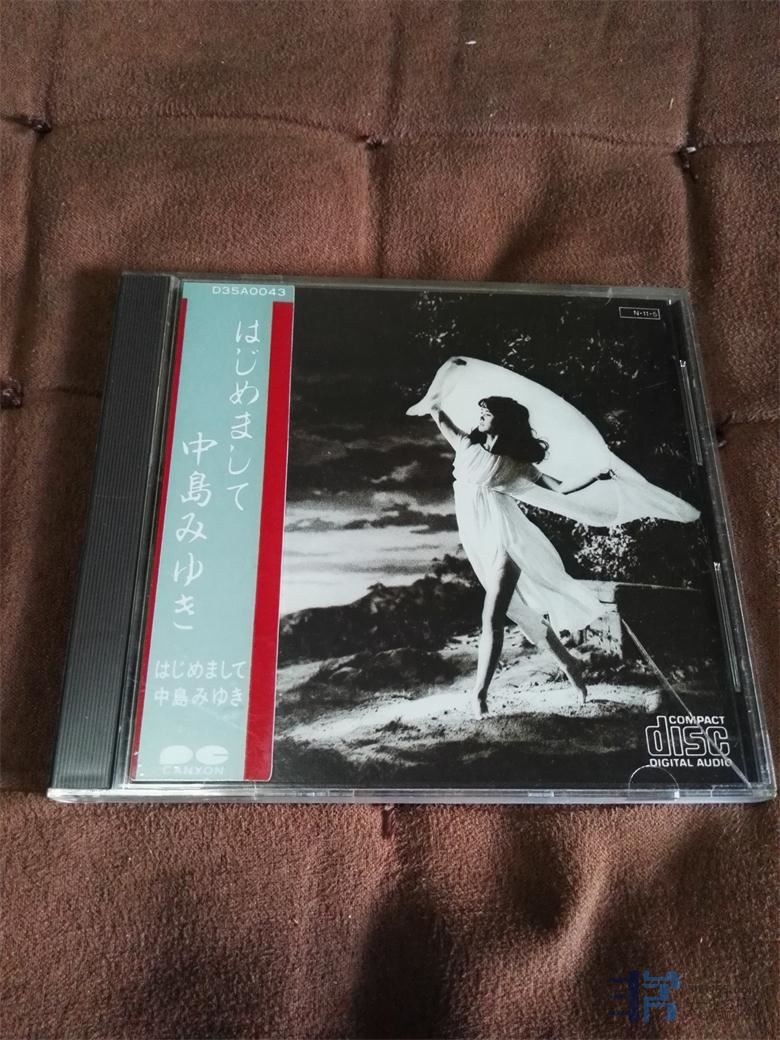 D35A0043
はじめまして
中島みゆき
はじめまして
中島みゆき
PC
CANYON
N-11-5
COMPACT
disc
DIGITAL AUDIO